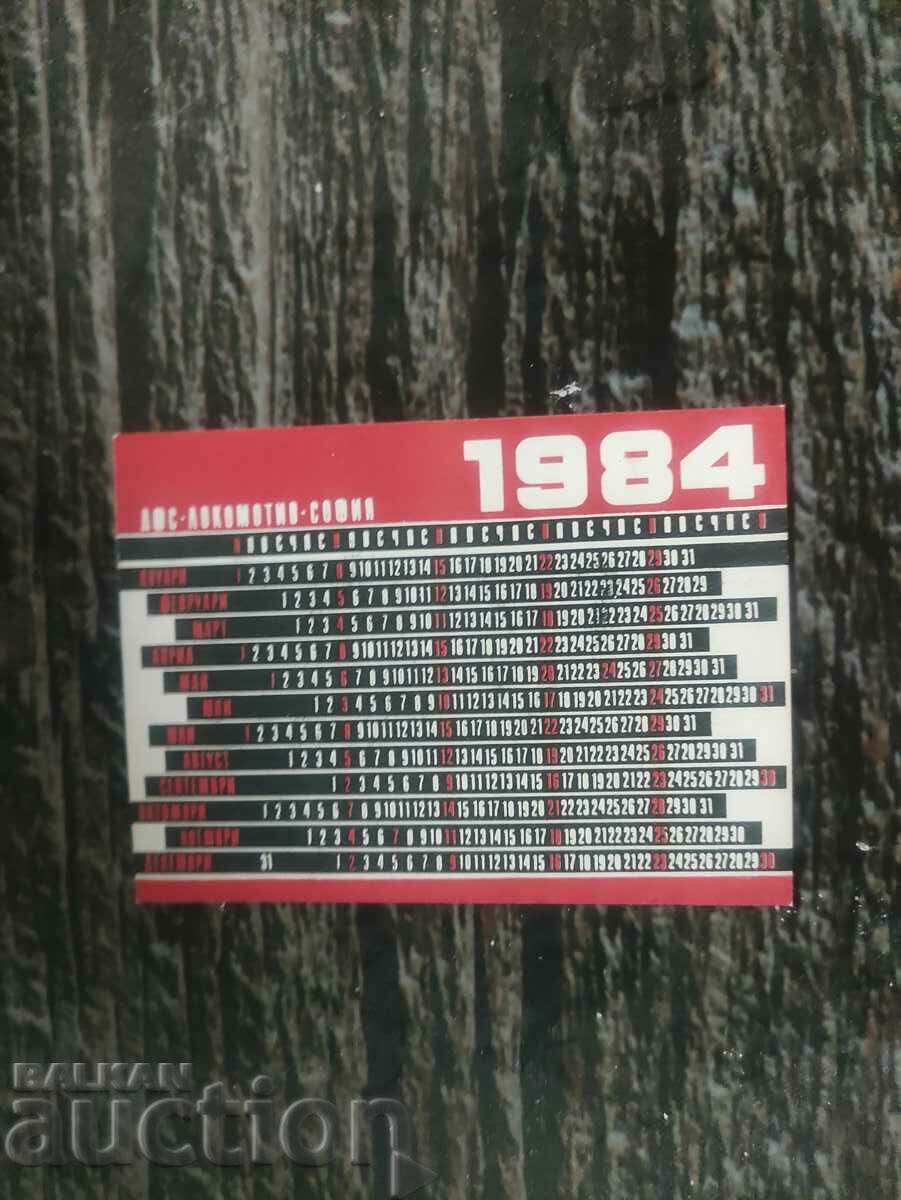 1984
ДФС-ЛОКОМОТИВ-СОФИЯ
Н П В С Ч П С Н П В С Ч П С Н П В С Ч П С Н П В С Ч П С Н П В С Ч П С Н
ЯНУАРИ 1 2 3 4 5 6 7 8 9 10 11 12 13 14 15 16 17 18 19 20 21 22 23 24 25 26 27 28 29 30 31
ФЕВРУАРИ 1 2 3 4 5 6 7 8 9 10 11 12 13 14 15 16 17 18 19 20 21 22 23 24 25 26 27 28 29
МАРТ 1 2 3 4 5 6 7 8 9 10 11 12 13 14 15 16 17 18 19 20 21 22 23 24 25 26 27 28 29 30 31
АПРИЛ 1 2 3 4 5 6 7 8 9 10 11 12 13 14 15 16 17 18 19 20 21 22 23 24 25 26 27 28 29 30 31
МАЙ 1 2 3 4 5 6 7 8 9 10 11 12 13 14 15 16 17 18 19 20 21 22 23 24 25 26 27 28 29 30 31
ЮНИ 1 2 3 4 5 6 7 8 9 10 11 12 13 14 15 16 17 18 19 20 21 22 23 24 25 26 27 28 29 30 31
ЮЛИ 1 2 3 4 5 6 7 8 9 10 11 12 13 14 15 16 17 18 19 20 21 22 23 24 25 26 27 28 29 30 31
АВГУСТ 1 2 3 4 5 6 7 8 9 10 11 12 13 14 15 16 17 18 19 20 21 22 23 24 25 26 27 28 29 30 31
СЕПТЕМВРИ 1 2 3 4 5 6 7 8 9 10 11 12 13 14 15 16 17 18 19 20 21 22 23 24 25 26 27 28 29 30
ОКТОМВРИ 1 2 3 4 5 6 7 8 9 10 11 12 13 14 15 16 17 18 19 20 21 22 23 24 25 26 27 28 29 30 31
НОЕМВРИ 1 2 3 4 5 6 7 8 9 10 11 12 13 14 15 16 17 18 19 20 21 22 23 24 25 26 27 28 29 30
ДЕКЕМВРИ 31 1 2 3 4 5 6 7 8 9 10 11 12 13 14 15 16 17 18 19 20 21 22 23 24 25 26 27 28 29 30
BALKAN
auction